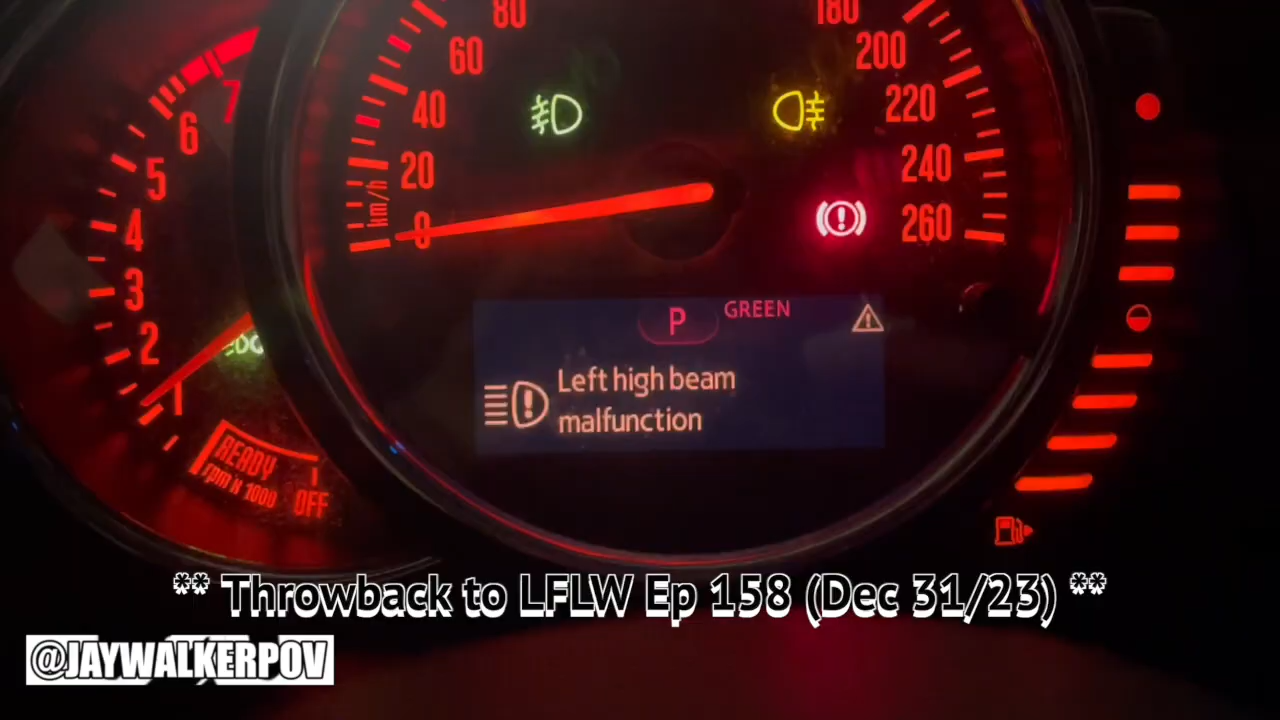 80
180
60
200
7
40
220
6
20
240
5
km/h
0
260
4
3
P
GREEN
2
Left high beam
malfunction
1
READY
rpm x 1000
OFF
** Throwback to LFLW Ep 158 (Dec 31/23) **
@JAYWALKERPOV